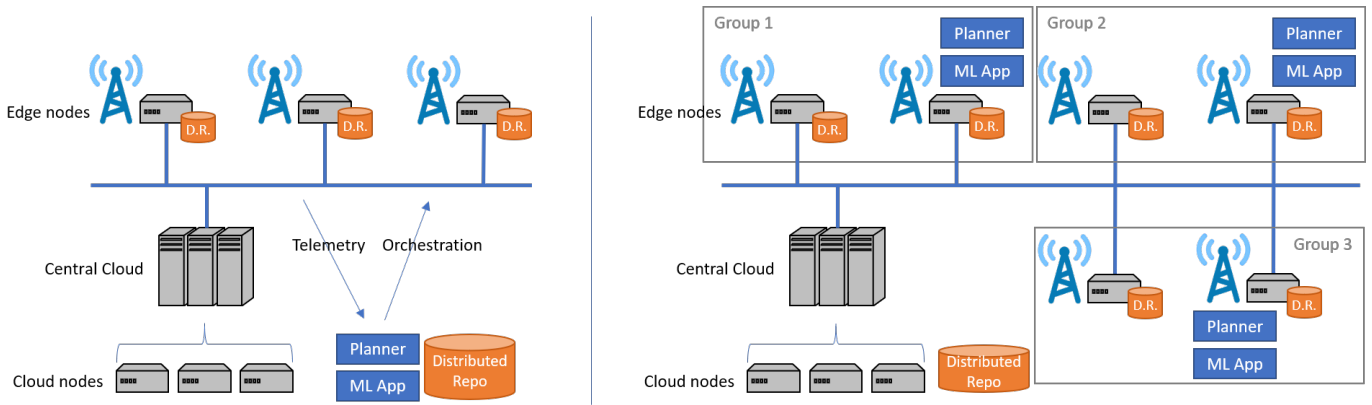 Edge nodes
D.R.
D.R.
D.R.
Telemetry
Orchestration
Central Cloud
Cloud nodes
Planner
ML App
Distributed
Repo
Group 1
Planner
ML App
Group 2
Planner
ML App
Edge nodes
D.R.
D.R.
D.R.
D.R.
Group 3
Central Cloud
D.R.
D.R.
Planner
ML App
Cloud nodes
Distributed
Repo